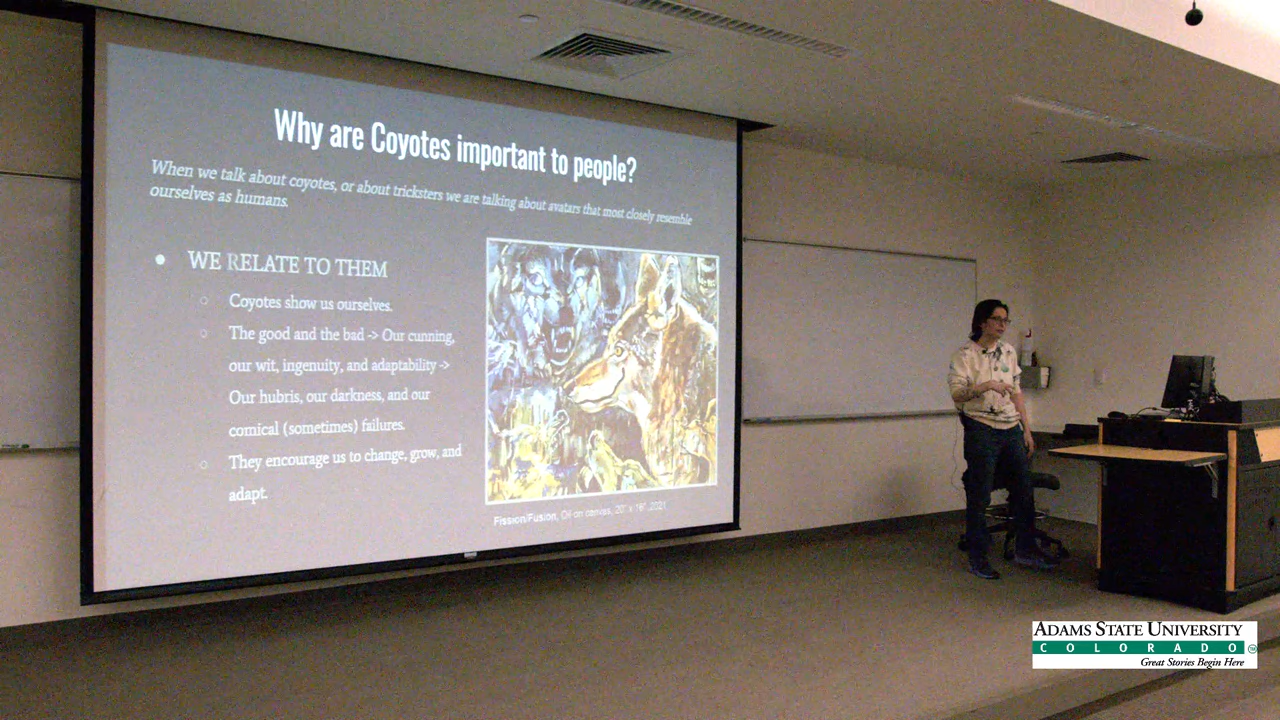 Why are Coyotes important to people?
When we talk about coyotes, or about tricksters we are talking about avatars that most closely resemble
ourselves as humans.
● WE RELATE TO THEM
○ Coyotes show us ourselves.
○ The good and the bad -> Our cunning,
our wit, ingenuity, and adaptability ->
Our hubris, our darkness, and our
comical (sometimes) failures.
○ They encourage us to change, grow, and
adapt.
Fission/Fusion, Oil on canvas, 20" x 16", 2021
ADAMS STATE UNIVERSITY
COLORADO
Great Stories Begin Here